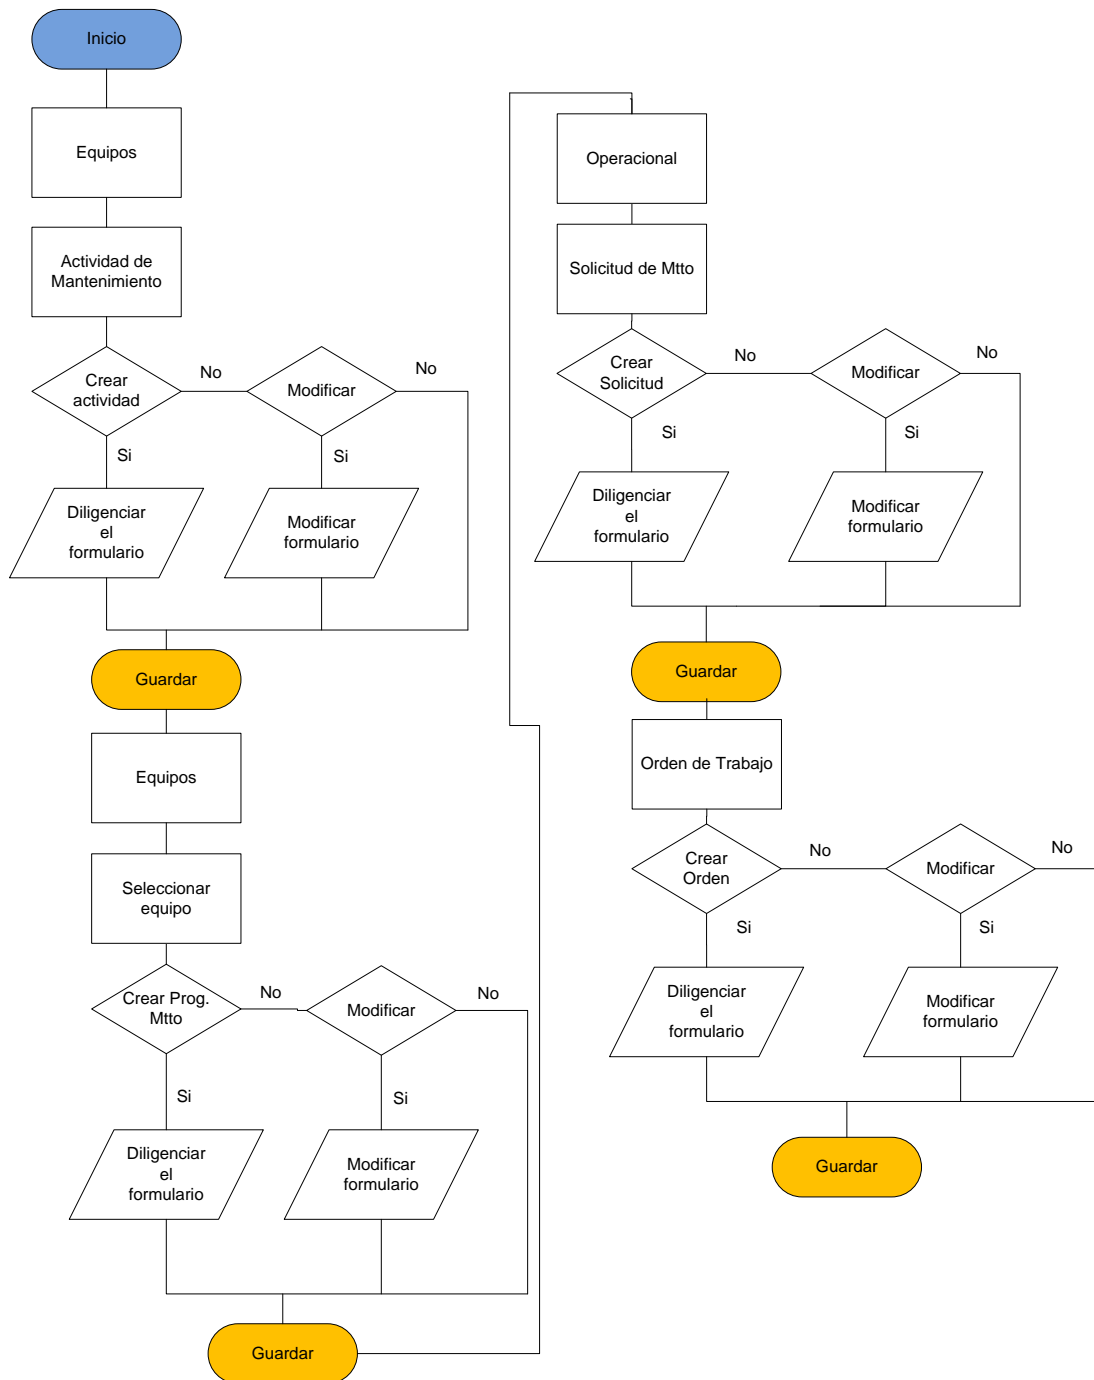 Inicio
Equipos
Actividad de
Mantenimiento
Crear
actividad
No
Modificar
No
Si
Si
Diligenciar
el
formulario
Modificar
formulario
Guardar
Equipos
Seleccionar
equipo
Crear Prog.
Mtto
No
Modificar
No
Si
Si
Diligenciar
el
formulario
Modificar
formulario
Guardar
Operacional
Solicitud de Mtto
Crear
Solicitud
No
Modificar
No
Si
Si
Diligenciar
el
formulario
Modificar
formulario
Guardar
Orden de Trabajo
Crear
Orden
No
Modificar
No
Si
Si
Diligenciar
el
formulario
Modificar
formulario
Guardar